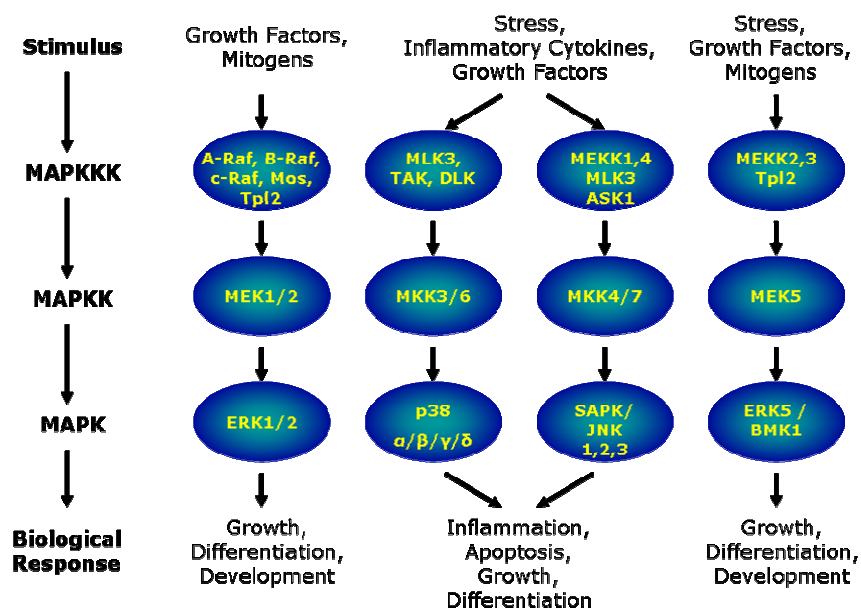 Stimulus
Growth Factors,
Mitogens
Stress,
Inflammatory Cytokines,
Growth Factors
Stress,
Growth Factors,
Mitogens
MAPKKK
A-Raf, B-Raf,
c-Raf, Mos,
Tpl2
MLK3,
TAK, DLK
MEKK1,4
MLK3
ASK1
MEKK2,3
Tpl2
MAPKK
MEK1/2
MKK3/6
MKK4/7
MEK5
MAPK
ERK1/2
p38
α/β/γ/δ
SAPK/
JNK
1,2,3
ERK5 /
BMK1
Biological
Response
Growth,
Differentiation,
Development
Inflammation,
Apoptosis,
Growth,
Differentiation
Growth,
Differentiation,
Development